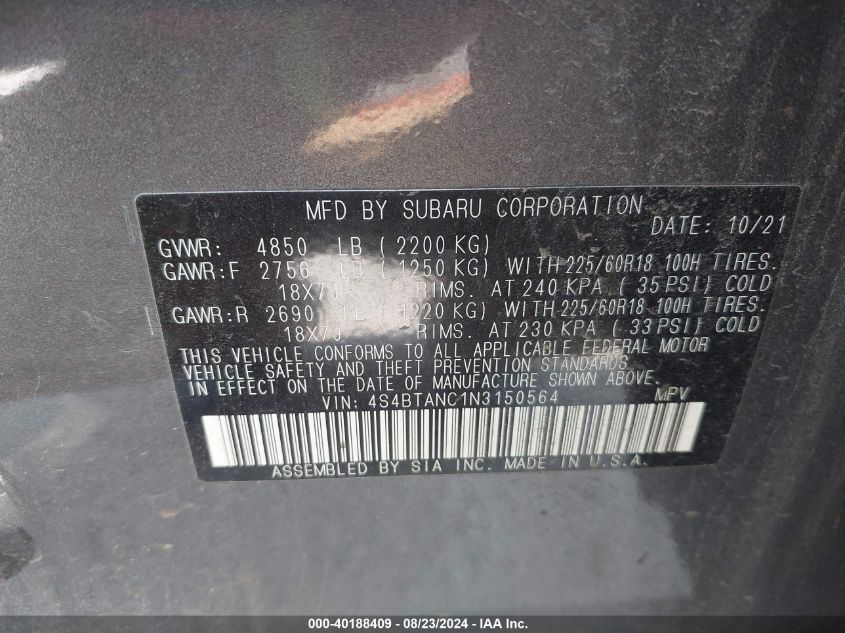 MFD BY SUBARU CORPORATION
DATE: 10/21
GVWR: 4850 LB ( 2200 KG)
GAWR:F 2756 LB ( 1250 KG) WITH 225/60R18 100H TIRES.
18X7J RIMS. AT 240 KPA ( 35 PSI) COLD
GAWR:R 2690 LB ( 1220 KG) WITH 225/60R18 100H TIRES.
18X7J RIMS. AT 230 KPA ( 33 PSI) COLD
THIS VEHICLE CONFORMS TO ALL APPLICABLE FEDERAL MOTOR
VEHICLE SAFETY AND THEFT PREVENTION STANDARDS
IN EFFECT ON THE DATE OF MANUFACTURE SHOWN ABOVE.
VIN: 4S4BTANC1N3150564 MPV
ASSEMBLED BY SIA INC. MADE IN U.S.A.
000-40188409 - 08/23/2024 - IAA Inc.